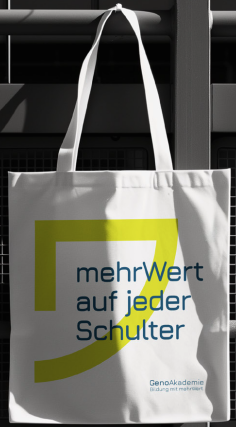 mehrWert
auf jeder
Schulter
GenoAkademie
Bildung mit mehrWert